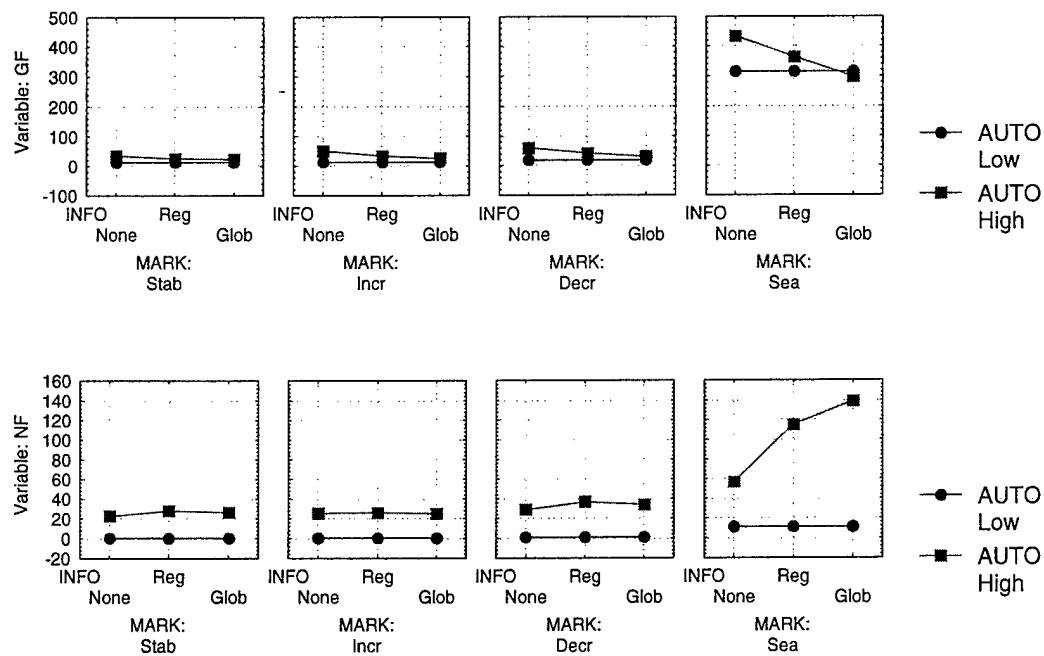 Variable: GF
500
400
300
200
100
0
-100
INFO Reg
None Glob
MARK:
Stab
INFO Reg
None Glob
MARK:
Incr
INFO Reg
None Glob
MARK:
Decr
INFO Reg
None Glob
MARK:
Sea
AUTO
Low
AUTO
High
Variable: NF
160
140
120
100
80
60
40
20
0
-20
INFO Reg
None Glob
MARK:
Stab
INFO Reg
None Glob
MARK:
Incr
INFO Reg
None Glob
MARK:
Decr
INFO Reg
None Glob
MARK:
Sea
AUTO
Low
AUTO
High